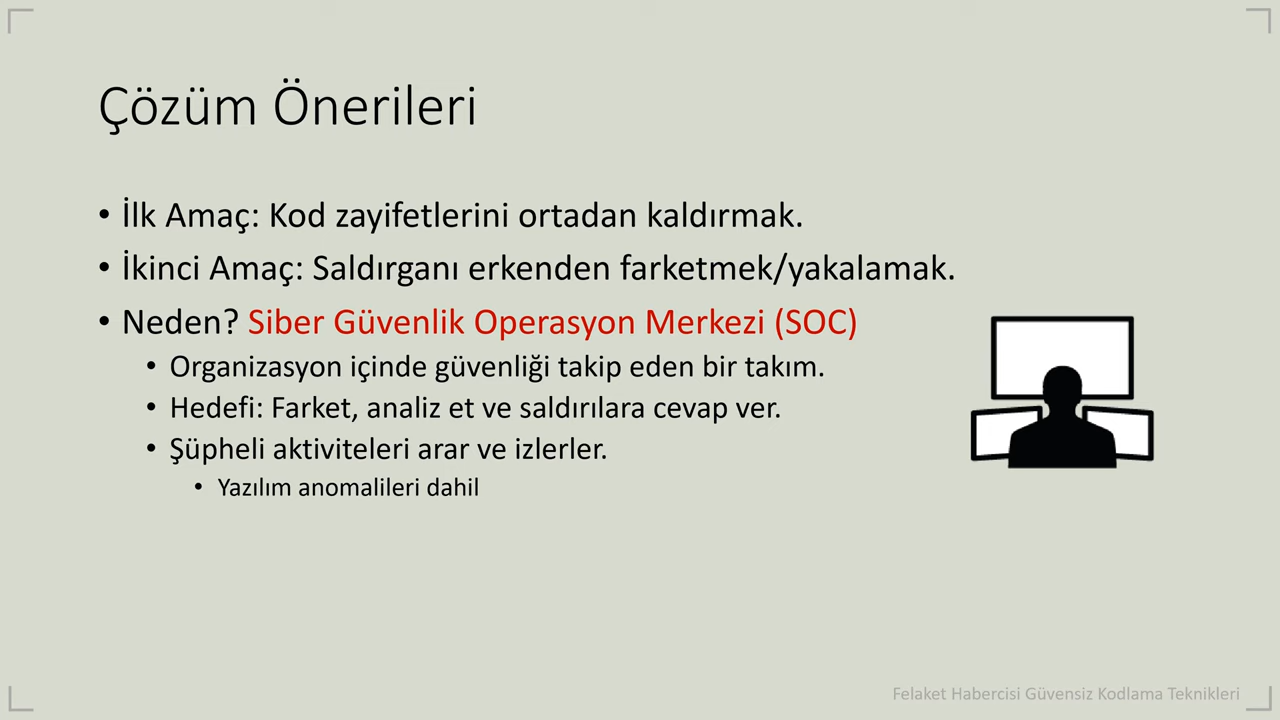 Çözüm Önerileri
• İlk Amaç: Kod zayifetlerini ortadan kaldırmak.
• İkinci Amaç: Saldırganı erkenden farketmek/yakalamak.
• Neden? Siber Güvenlik Operasyon Merkezi (SOC)
• Organizasyon içinde güvenliği takip eden bir takım.
• Hedefi: Farket, analiz et ve saldırılara cevap ver.
• Şüpheli aktiviteleri arar ve izlerler.
• Yazılım anomalileri dahil
Felaket Habercisi Güvensiz Kodlama Teknikleri